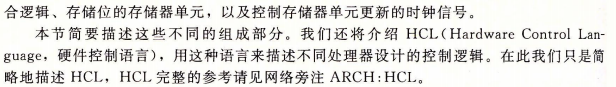 合逻辑、存储位的存储器单元，以及控制存储器单元更新的时钟信号。
本节简要描述这些不同的组成部分。我们还将介绍 HCL(Hardware Control Lan-
guage，硬件控制语言)，用这种语言来描述不同处理器设计的控制逻辑。在此我们只是简
略地描述 HCL，HCL 完整的参考请见网络旁注 ARCH:HCL。